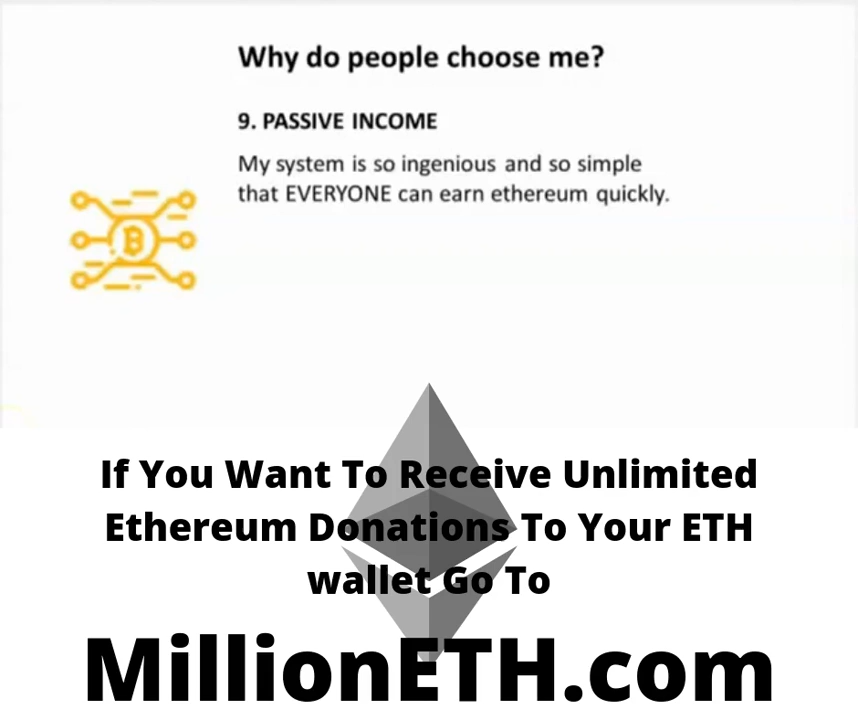 Why do people choose me?
9. PASSIVE INCOME
My system is so ingenious and so simple
that EVERYONE can earn ethereum quickly.
If You Want To Receive Unlimited
Ethereum Donations To Your ETH
wallet Go To
MillionETH.com